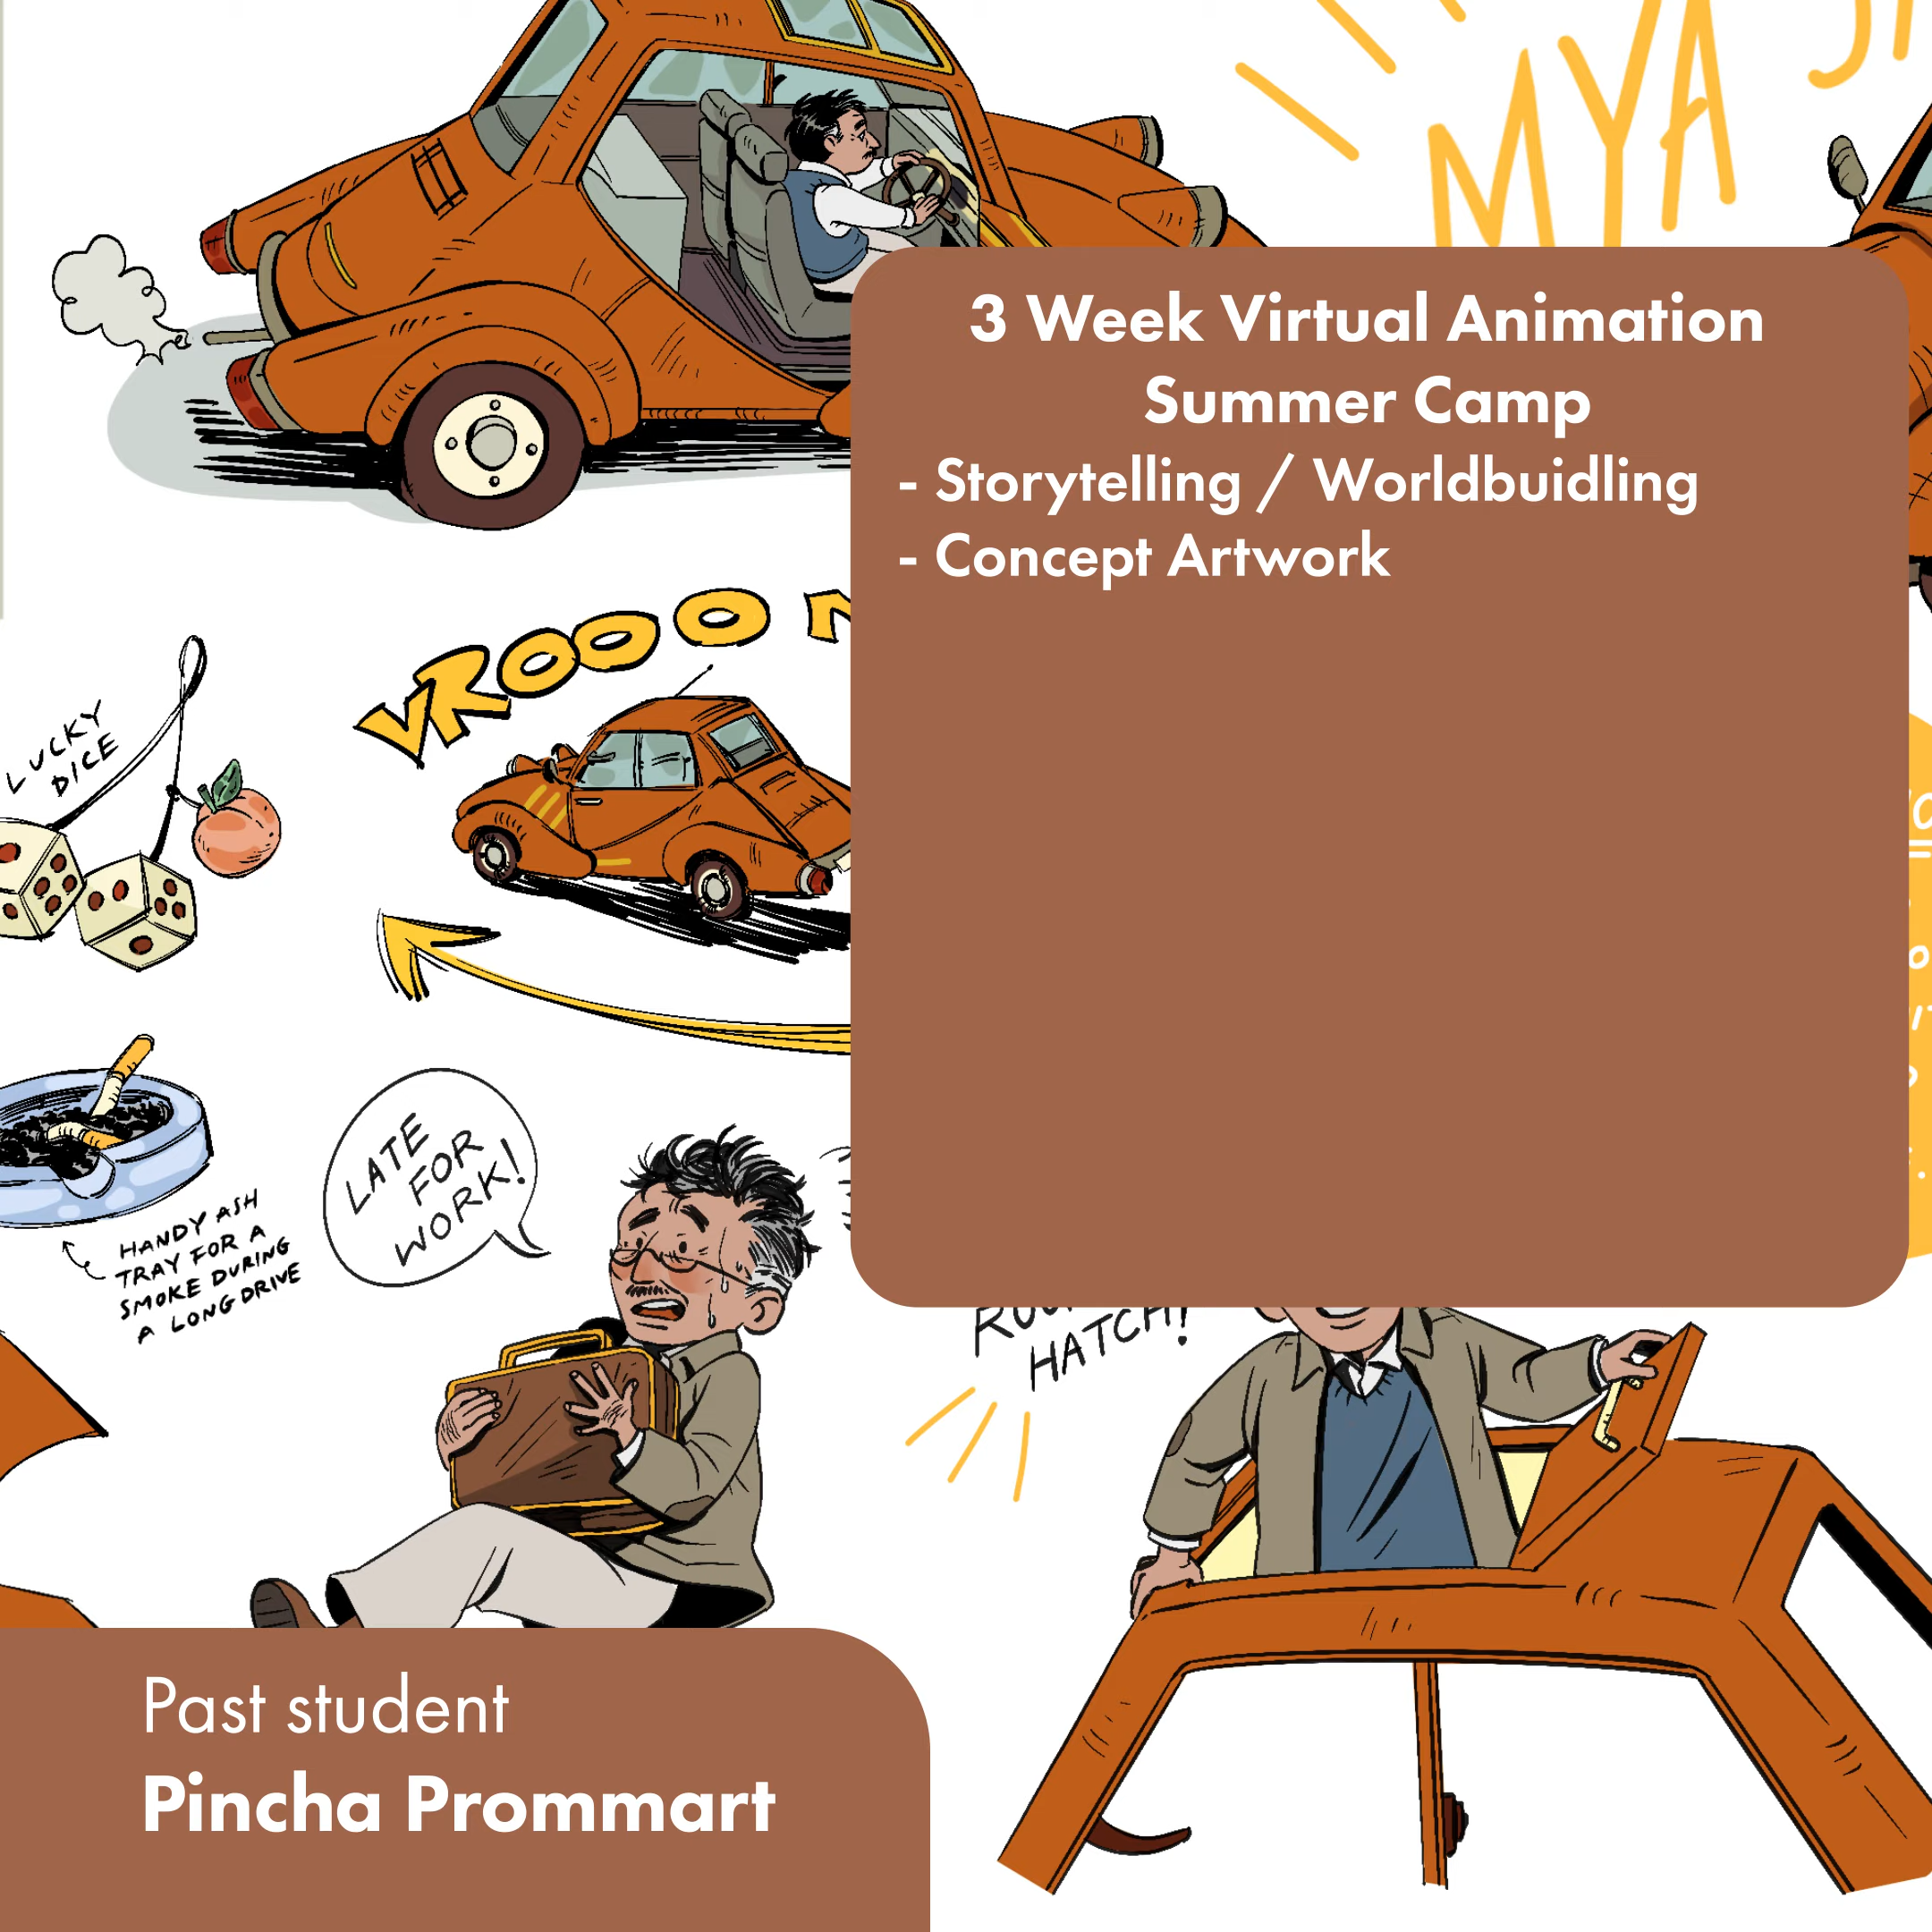 MYA
3 Week Virtual Animation
Summer Camp
- Storytelling / Worldbuidling
- Concept Artwork
VROOO
LUCKY
DICE
LATE
FOR
WORK!
HANDY ASH
TRAY FOR A
SMOKE DURING
A LONG DRIVE
HATCH!
Past student
Pincha Prommart